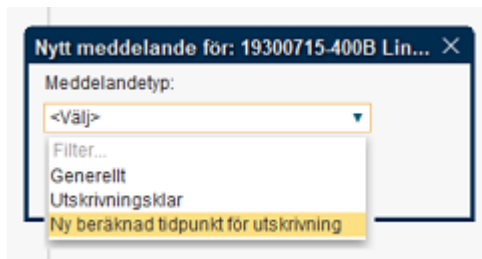 Nytt meddelande för: 19300715-400B Lin...
Meddelandetyp:
<Välj>
Filter...
Generellt
Utskrivningsklar
Ny beräknad tidpunkt för utskrivning